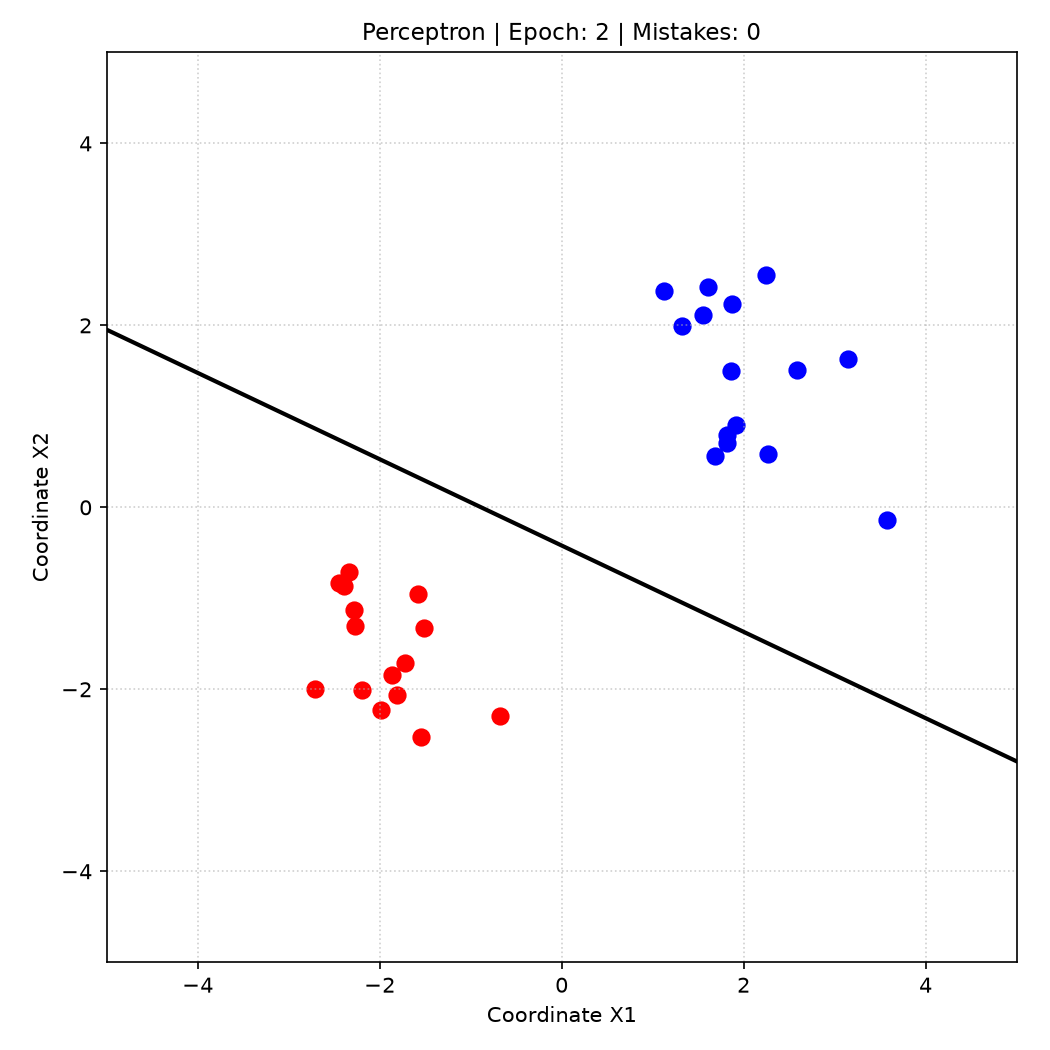 Perceptron | Epoch: 2 | Mistakes: 0
4
2
0
−2
−4
Coordinate X2
−4 −2 0 2 4
Coordinate X1